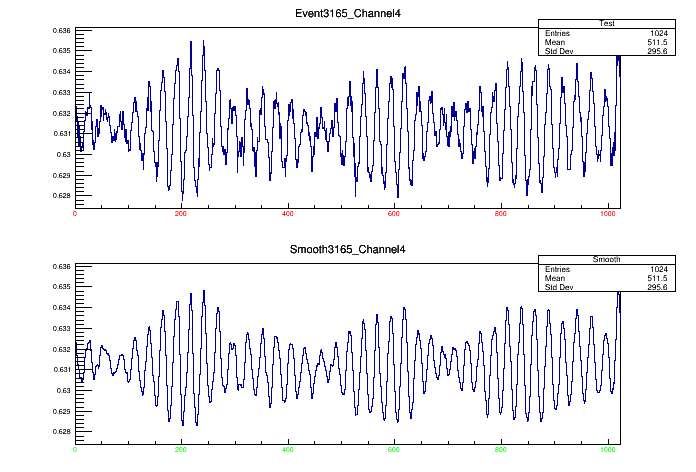 Event3165_Channel4
Test
Entries 1024
Mean 511.5
Std Dev 295.6
0.636
0.635
0.634
0.633
0.632
0.631
0.63
0.629
0.628
0 200 400 600 800 1000
Smooth3165_Channel4
Smooth
Entries 1024
Mean 511.5
Std Dev 295.6
0.636
0.635
0.634
0.633
0.632
0.631
0.63
0.629
0.628
0 200 400 600 800 1000